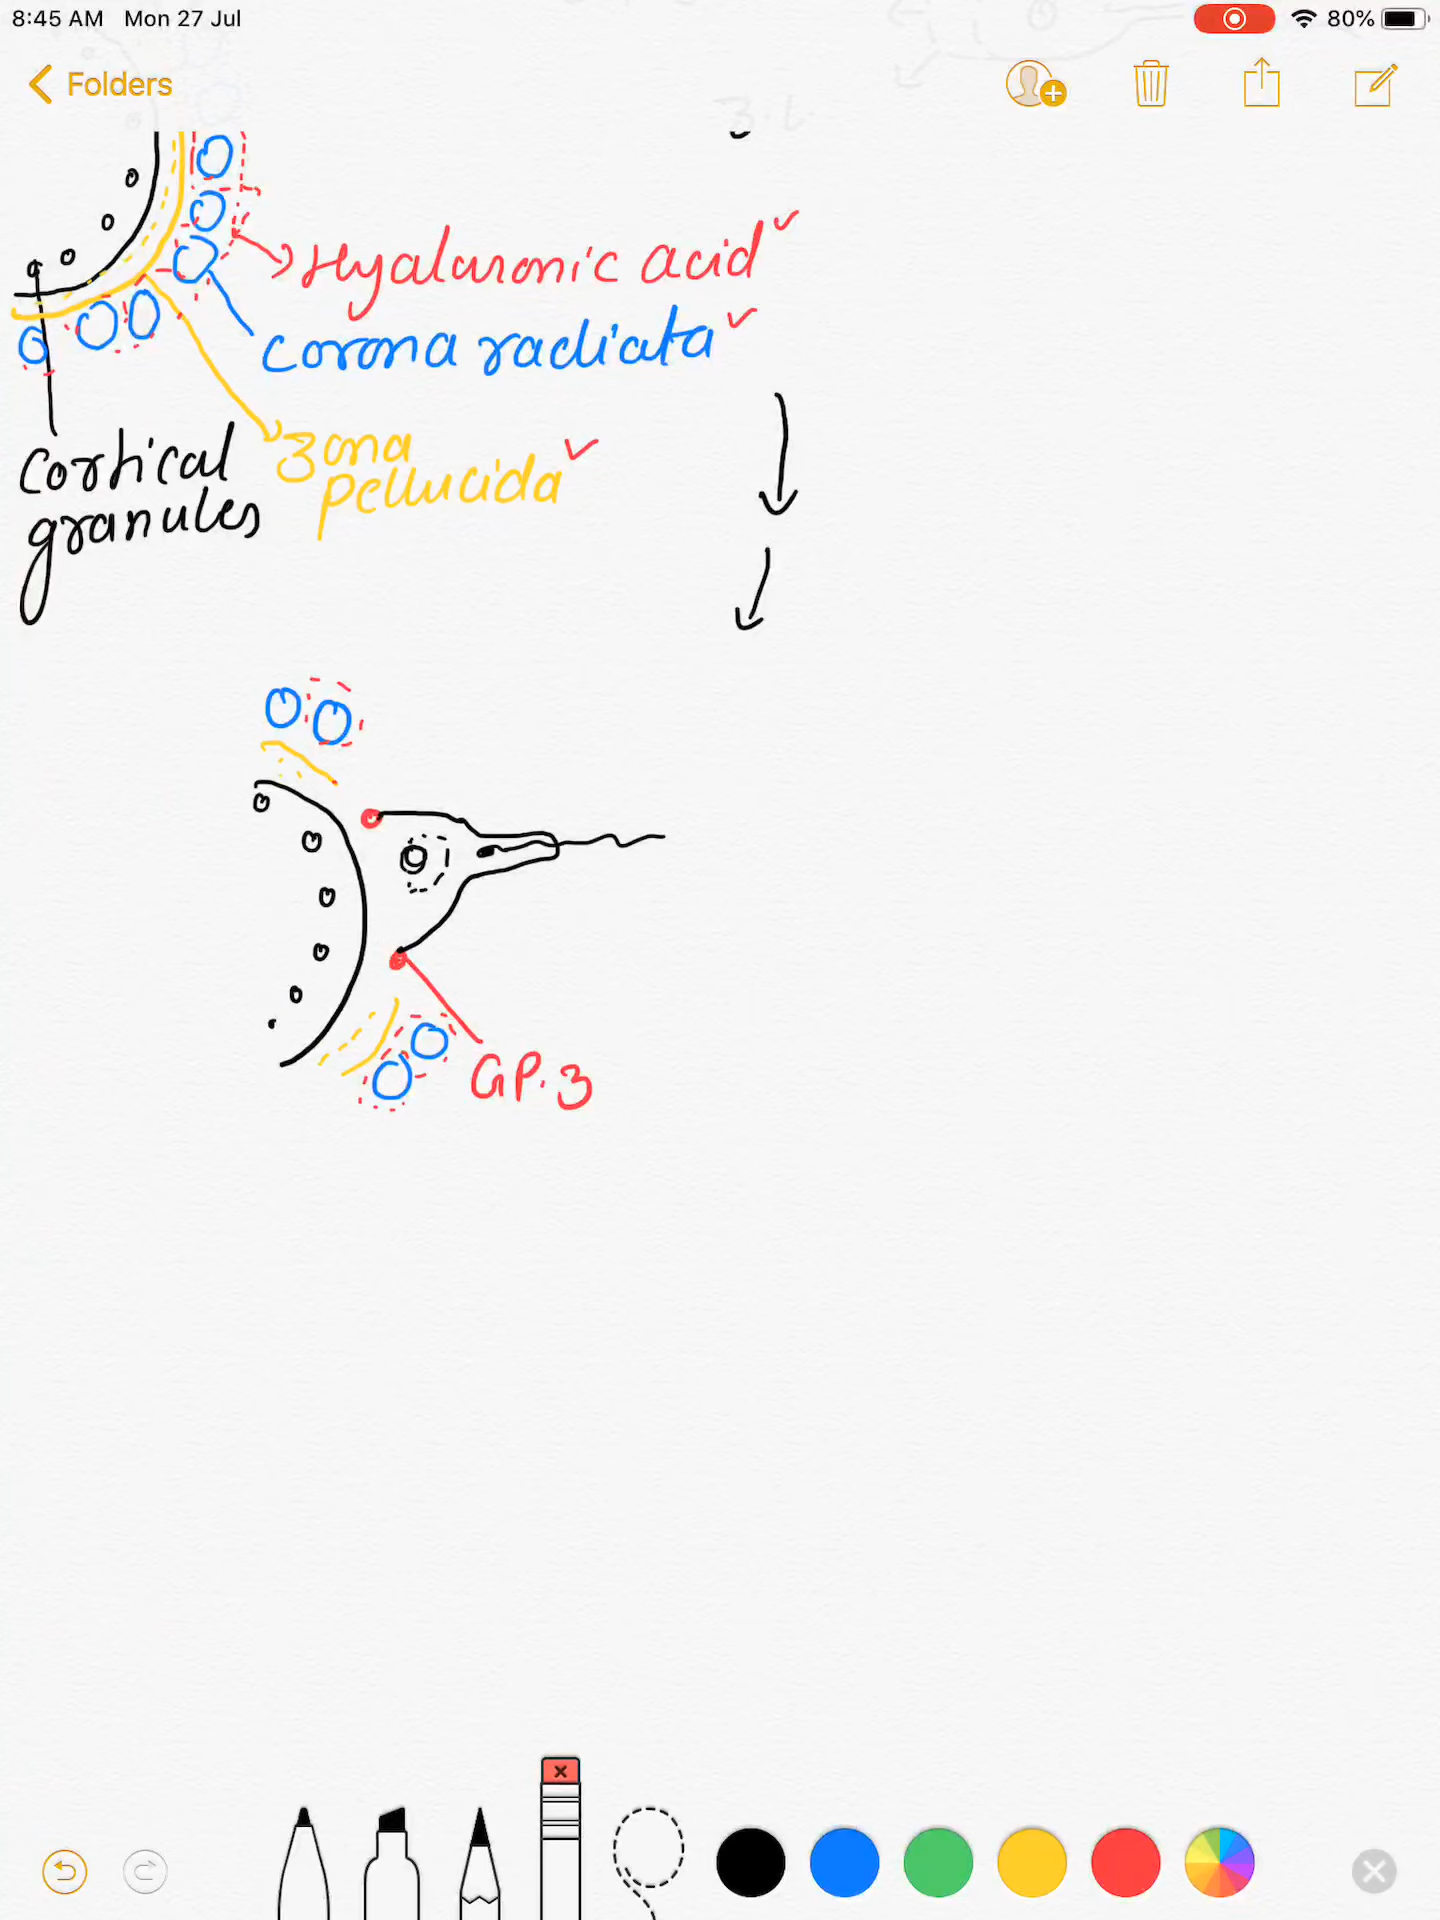 8:45 AM Mon 27 Jul
80%
Folders
Hyaluronic acid
corona radiata
cortical
granules
zona
pellucida
GP.3